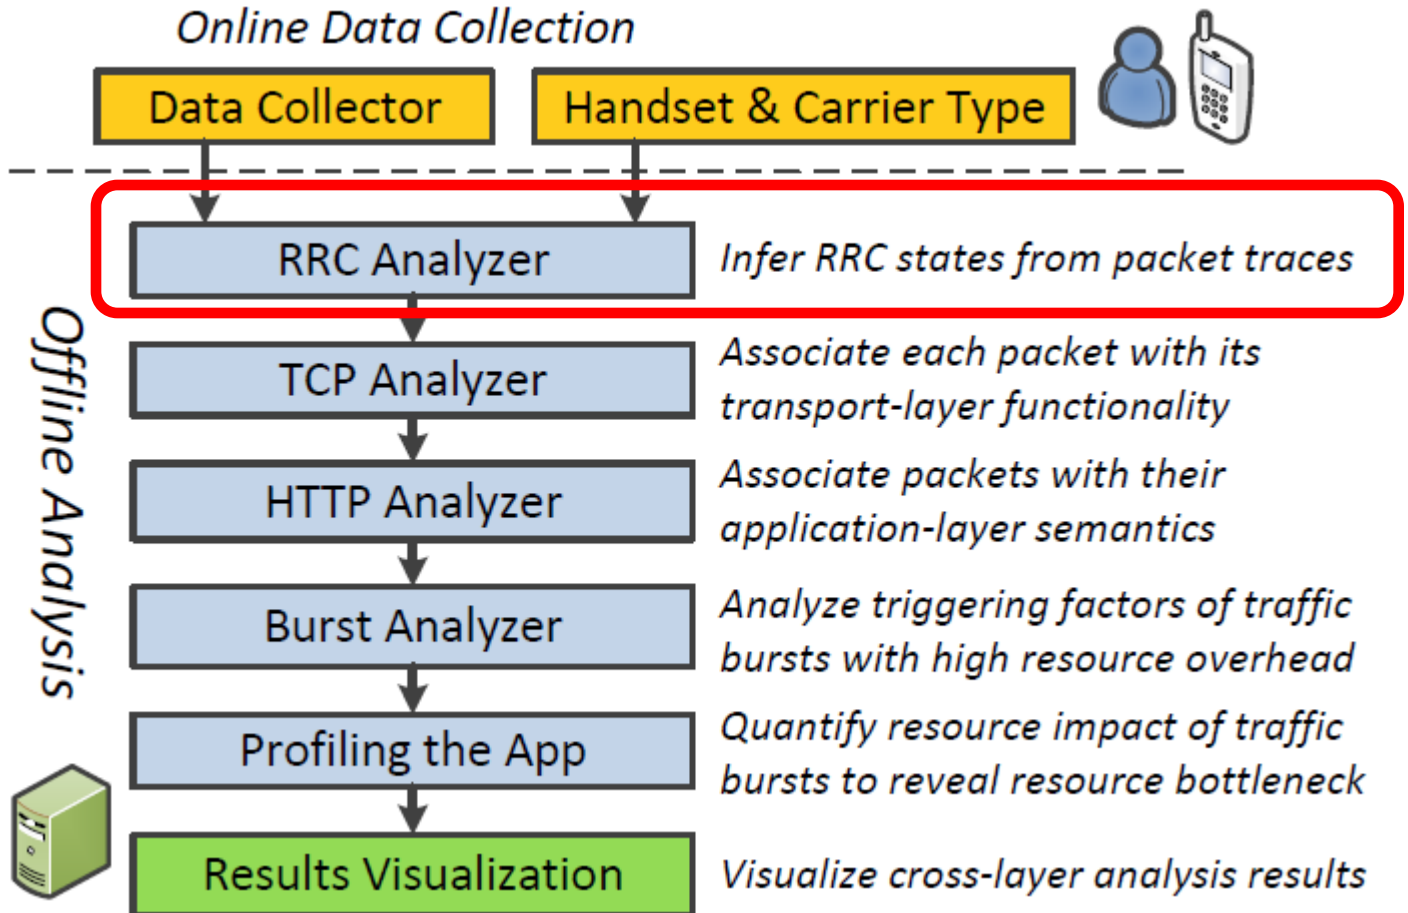 Online Data Collection
Data Collector
Handset & Carrier Type
Offline Analysis
RRC Analyzer
Infer RRC states from packet traces
TCP Analyzer
Associate each packet with its
transport-layer functionality
HTTP Analyzer
Associate packets with their
application-layer semantics
Burst Analyzer
Analyze triggering factors of traffic
bursts with high resource overhead
Profiling the App
Quantify resource impact of traffic
bursts to reveal resource bottleneck
Results Visualization
Visualize cross-layer analysis results